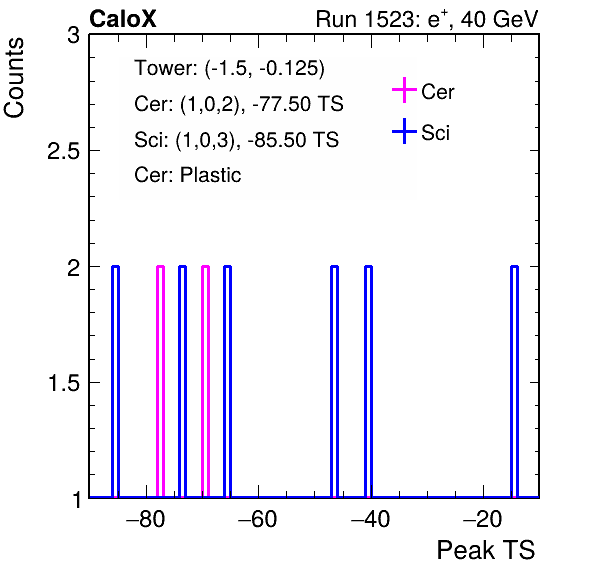 CaloX Run 1523: e⁺, 40 GeV
Counts
3
2.5
2
1.5
1
Tower: (-1.5, -0.125)
Cer: (1,0,2), -77.50 TS
Sci: (1,0,3), -85.50 TS
Cer: Plastic
Cer
Sci
−80 −60 −40 −20
Peak TS